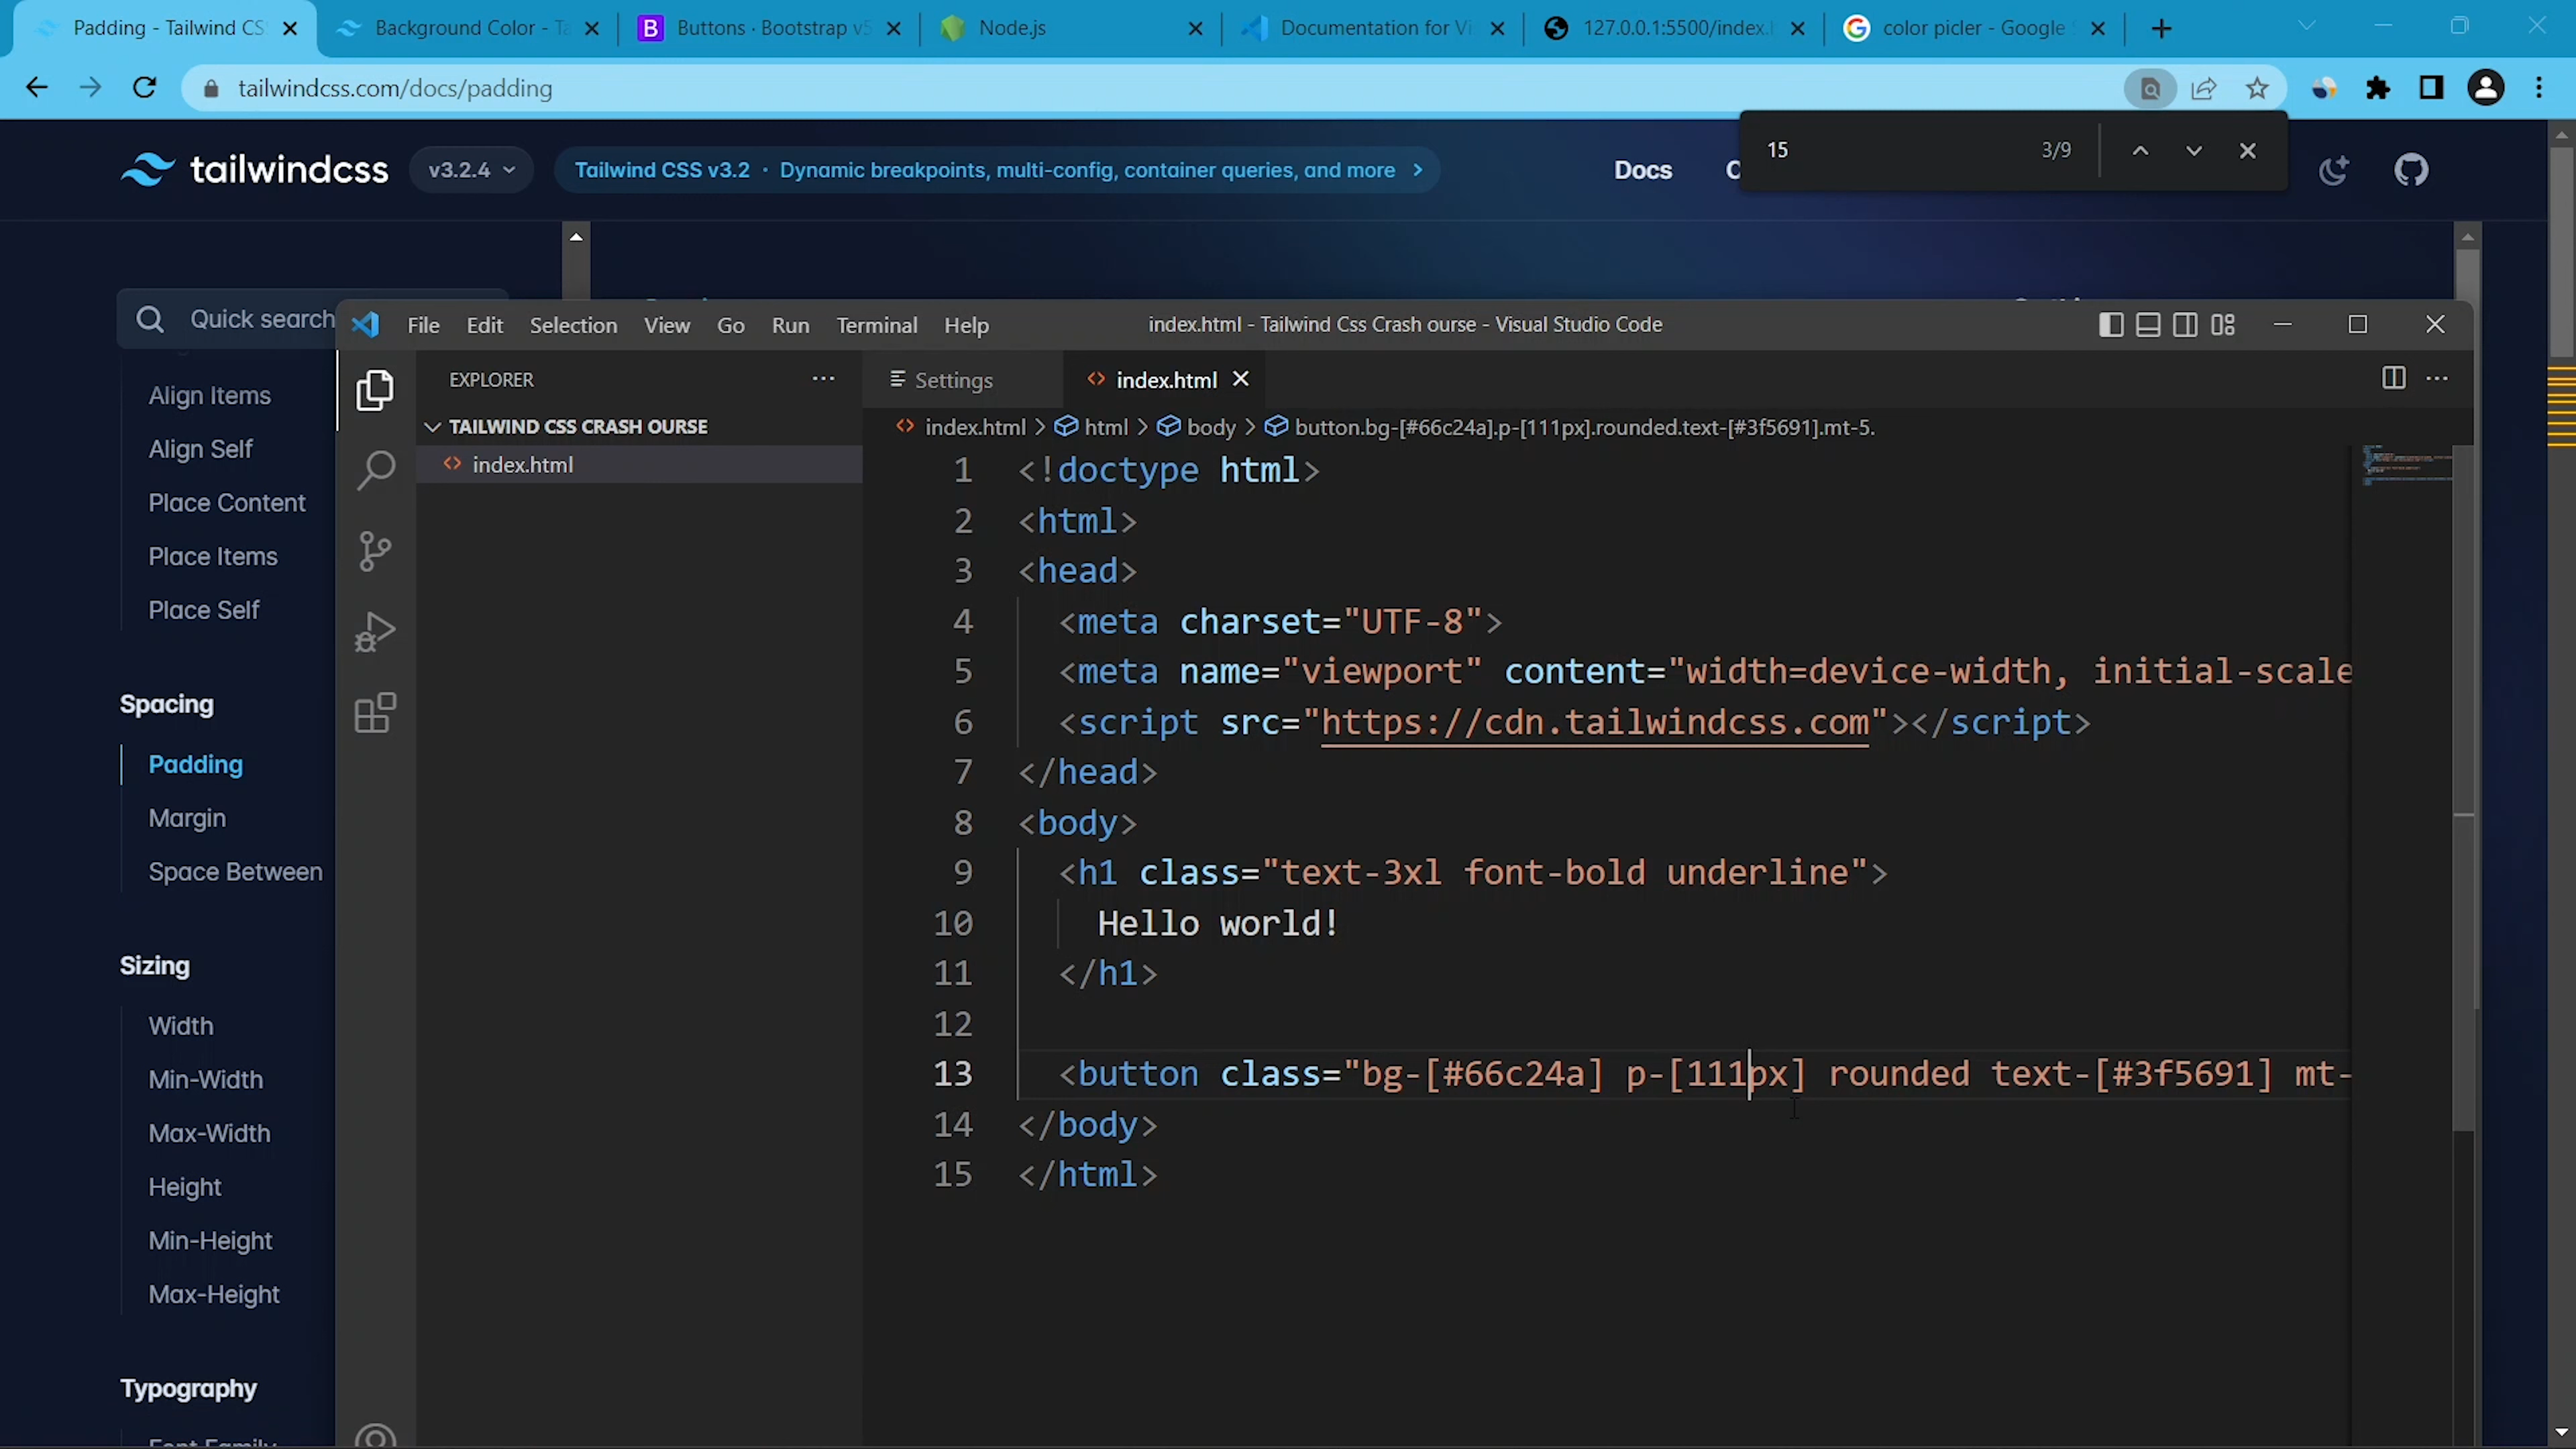 Padding - Tailwind CS
Background Color - Ta
Buttons · Bootstrap v5
Node.js
Documentation for Vi
127.0.0.1:5500/index.h
color picler - Google S
tailwindcss.com/docs/padding
15
3/9
tailwindcss
v3.2.4
Tailwind CSS v3.2 · Dynamic breakpoints, multi-config, container queries, and more
Docs
Quick search
Align Items
Align Self
Place Content
Place Items
Place Self
Spacing
Padding
Margin
Space Between
Sizing
Width
Min-Width
Max-Width
Height
Min-Height
Max-Height
Typography
Font Family
File Edit Selection View Go Run Terminal Help
index.html - Tailwind Css Crash ourse - Visual Studio Code
EXPLORER
TAILWIND CSS CRASH OURSE
index.html
Settings
index.html
index.html > html > body > button.bg-[#66c24a].p-[111px].rounded.text-[#3f5691].mt-5.
1 <!doctype html>
2 <html>
3 <head>
4 <meta charset="UTF-8">
5 <meta name="viewport" content="width=device-width, initial-scale
6 <script src="https://cdn.tailwindcss.com"></script>
7 </head>
8 <body>
9 <h1 class="text-3xl font-bold underline">
10 Hello world!
11 </h1>
12
13 <button class="bg-[#66c24a] p-[111px] rounded text-[#3f5691] mt-
14 </body>
15 </html>